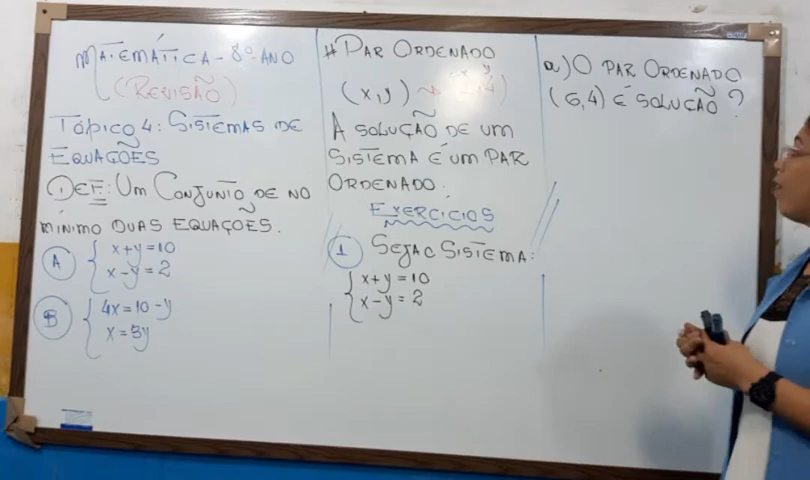 MATEMÁTICA - 8º ANO
(REVISÃO)
TÓPICO 4: SISTEMAS DE
EQUAÇÕES
DEF: UM CONJUNTO DE NO
MÍNIMO DUAS EQUAÇÕES.
A { x+y=10
x-y=2
B { 4x=10-y
x=3y
# PAR ORDENADO
x y
(x,y) →
A SOLUÇÃO DE UM
SISTEMA É UM PAR
ORDENADO.
EXERCÍCIOS
1 SEJA O SISTEMA:
{ x+y=10
x-y=2
a) O PAR ORDENADO
(6,4) É SOLUÇÃO?